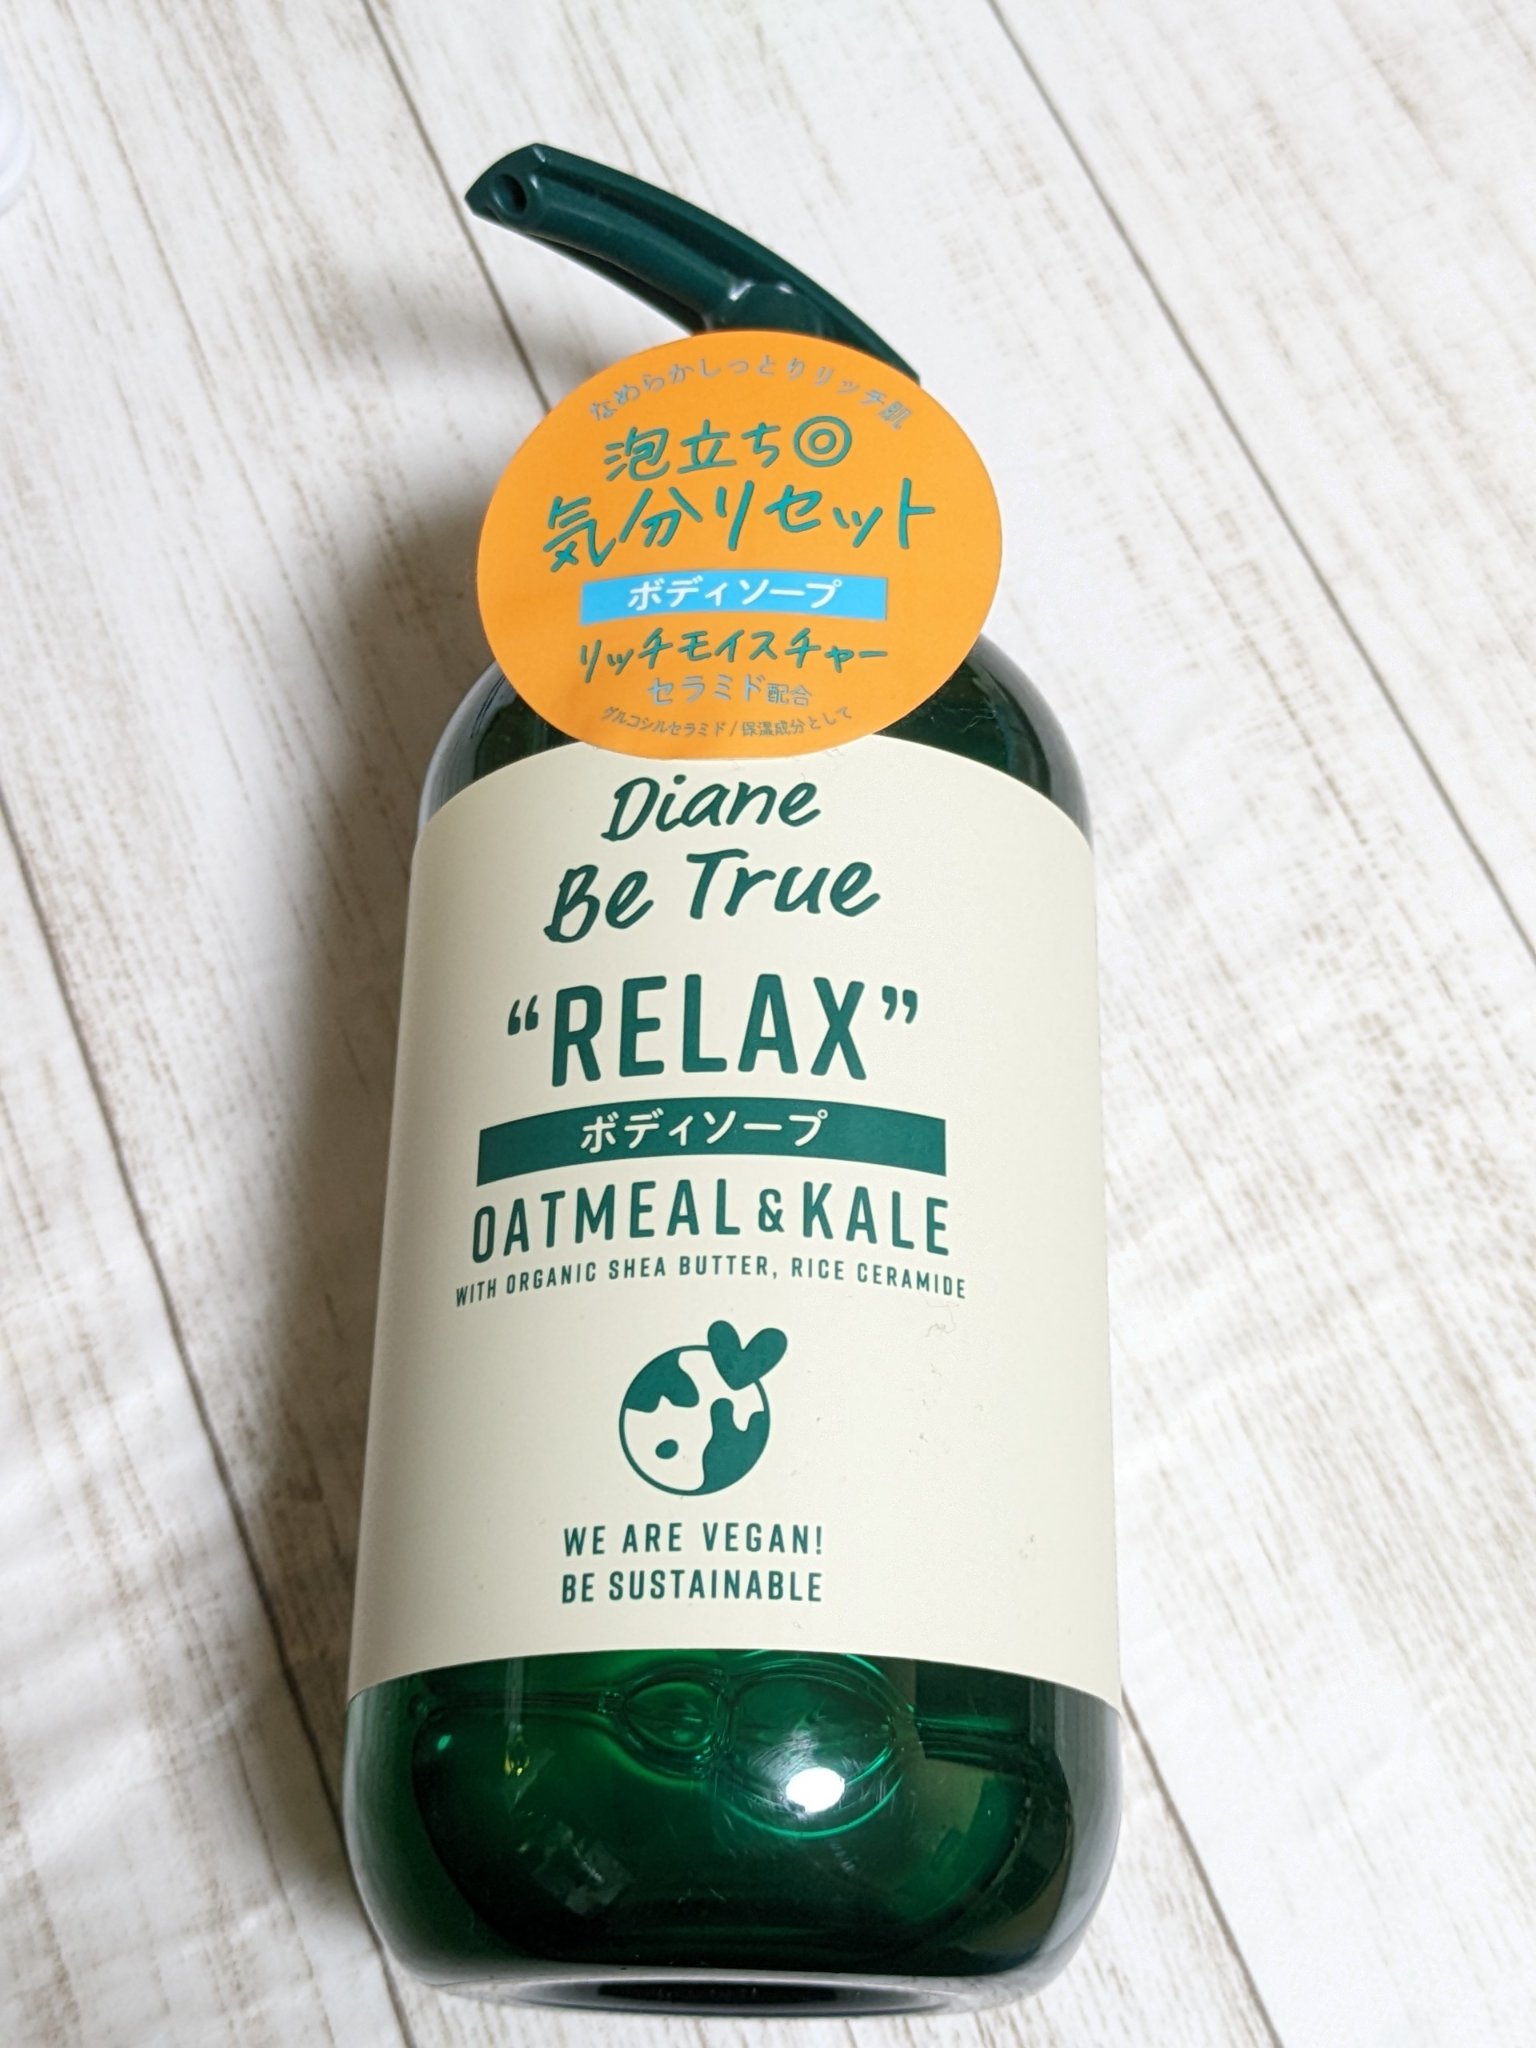 なめらかしっとりリッチ肌
泡立ち◎
気分リセット
ボディソープ
リッチモイスチャー
セラミド配合
グルコシルセラミド/保湿成分として
Diane
Be True
“RELAX”
ボディソープ
OATMEAL & KALE
WITH ORGANIC SHEA BUTTER, RICE CERAMIDE
WE ARE VEGAN!
BE SUSTAINABLE